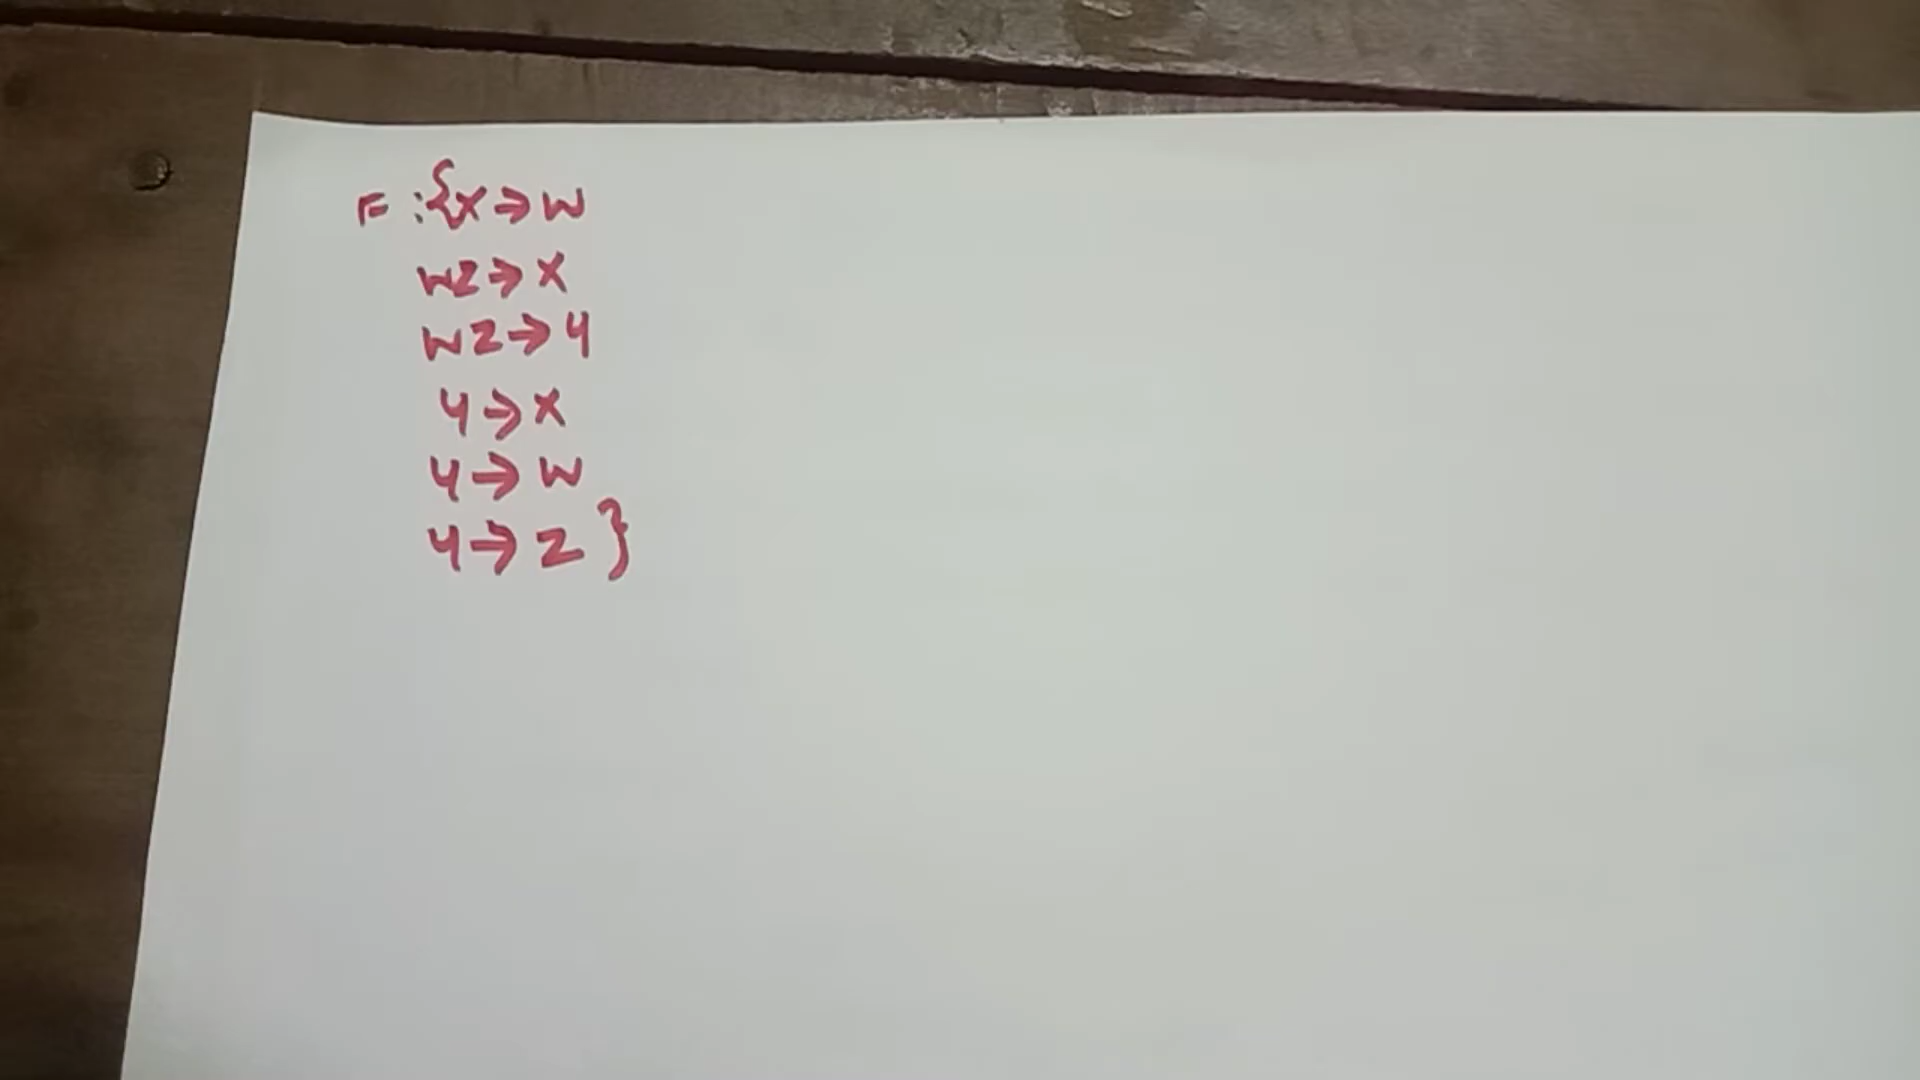 F : {x → w
wz → x
wz → y
y → x
y → w
y → z }